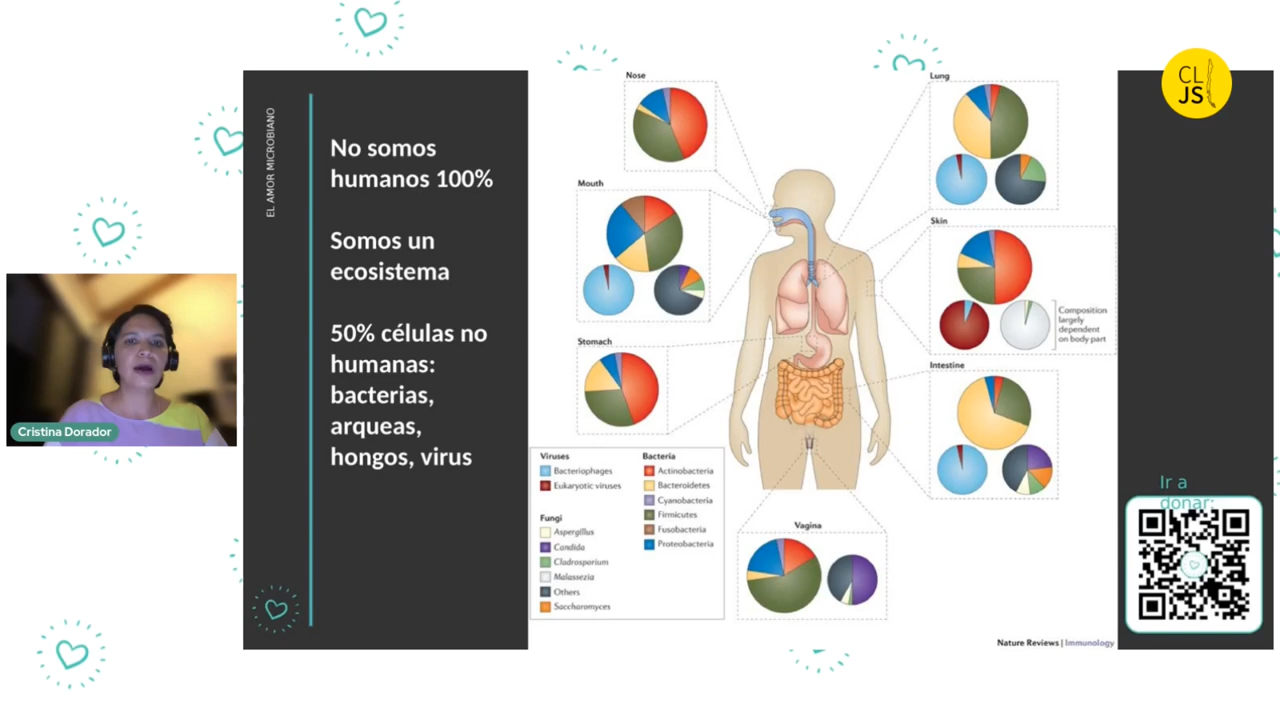 EL AMOR MICROBIANO
No somos
humanos 100%
Somos un
ecosistema
50% células no
humanas:
bacterias,
arqueas,
hongos, virus
Cristina Dorador
Nose
Mouth
Stomach
Lung
Skin
Composition
largely
dependent
on body part
Intestine
Vagina
Viruses
Bacteriophages
Eukaryotic viruses
Fungi
Aspergillus
Candida
Cladosporium
Malassezia
Others
Saccharomyces
Bacteria
Actinobacteria
Bacteroidetes
Cyanobacteria
Firmicutes
Fusobacteria
Proteobacteria
Nature Reviews | Immunology
CL
JS
Ir a
donar: